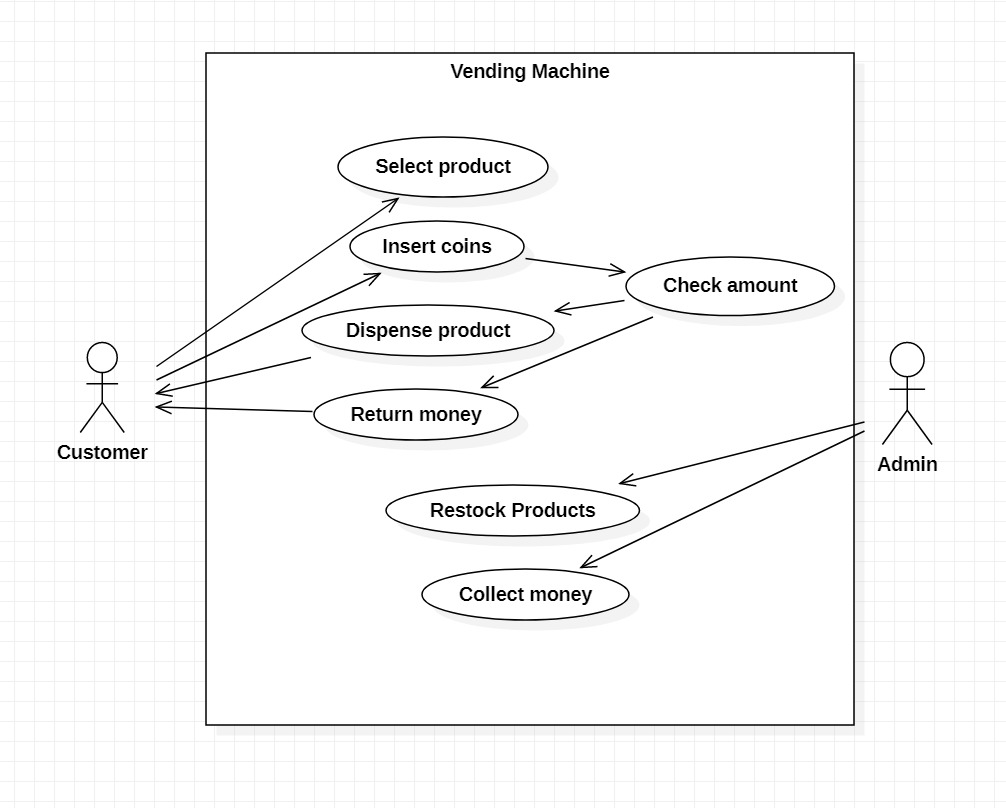 Vending Machine
Select product
Insert coins
Check amount
Dispense product
Return money
Customer
Admin
Restock Products
Collect money